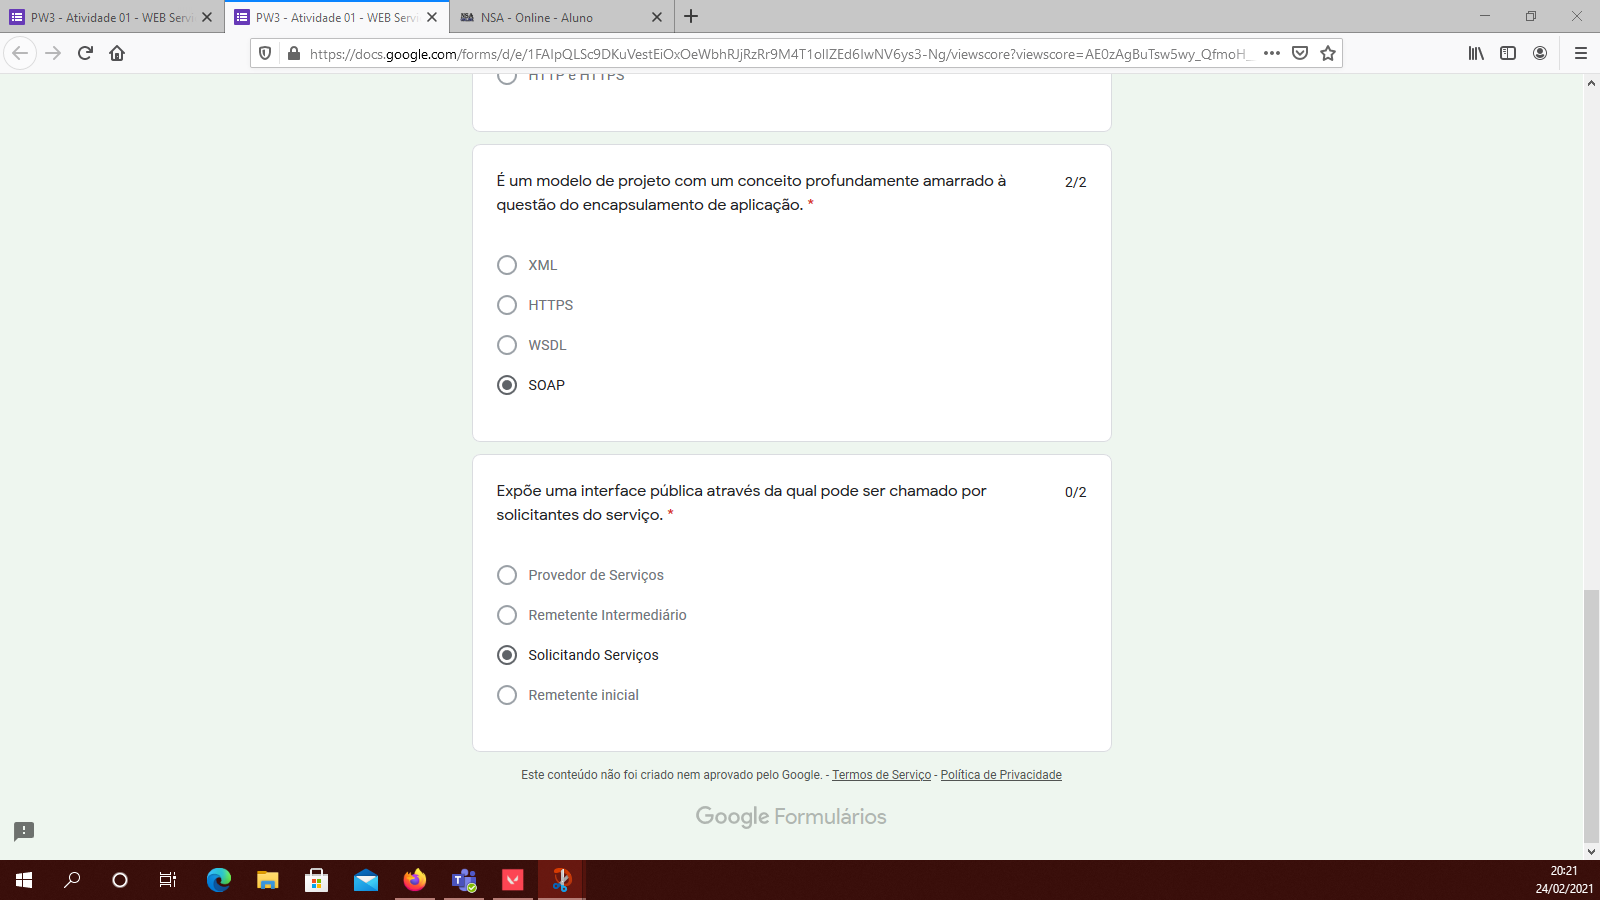 PW3 - Atividade 01 - WEB Servi
PW3 - Atividade 01 - WEB Servi
NSA - Online - Aluno
https://docs.google.com/forms/d/e/1FAIpQLSc9DKuVestEiOxOeWbhRJjRzRr9M4T1olIZEd6IwNV6ys3-Ng/viewscore?viewscore=AE0zAgBuTsw5wy_QfmoH_
HTTP e HTTPS
É um modelo de projeto com um conceito profundamente amarrado à 2/2
questão do encapsulamento de aplicação. *
XML
HTTPS
WSDL
SOAP
Expõe uma interface pública através da qual pode ser chamado por 0/2
solicitantes do serviço. *
Provedor de Serviços
Remetente Intermediário
Solicitando Serviços
Remetente inicial
Este conteúdo não foi criado nem aprovado pelo Google. - Termos de Serviço - Política de Privacidade
Google Formulários
20:21
24/02/2021